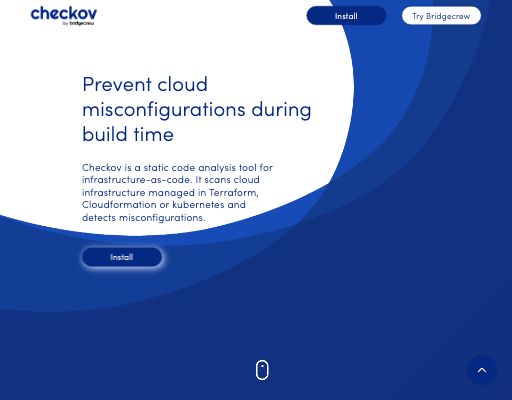 checkov
by bridgecrew
Install
Try Bridgecrew
Prevent cloud
misconfigurations during
build time
Checkov is a static code analysis tool for
infrastructure-as-code. It scans cloud
infrastructure managed in Terraform,
Cloudformation or kubernetes and
detects misconfigurations.
Install